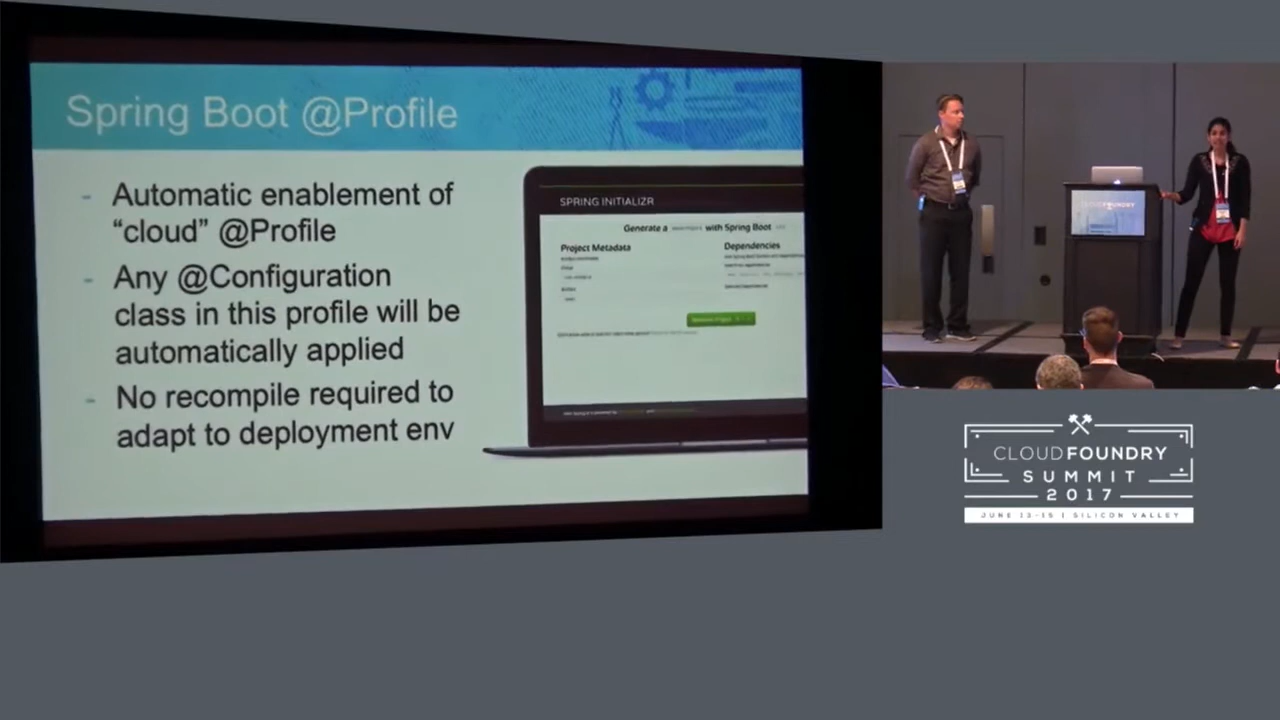 Spring Boot @Profile
- Automatic enablement of
“cloud” @Profile
- Any @Configuration
class in this profile will be
automatically applied
- No recompile required to
adapt to deployment env
SPRING INITIALIZR
Generate a
with Spring Boot
Project Metadata
Dependencies
CLOUD FOUNDRY
CLOUD FOUNDRY
SUMMIT
2017
JUNE 13-15 | SILICON VALLEY